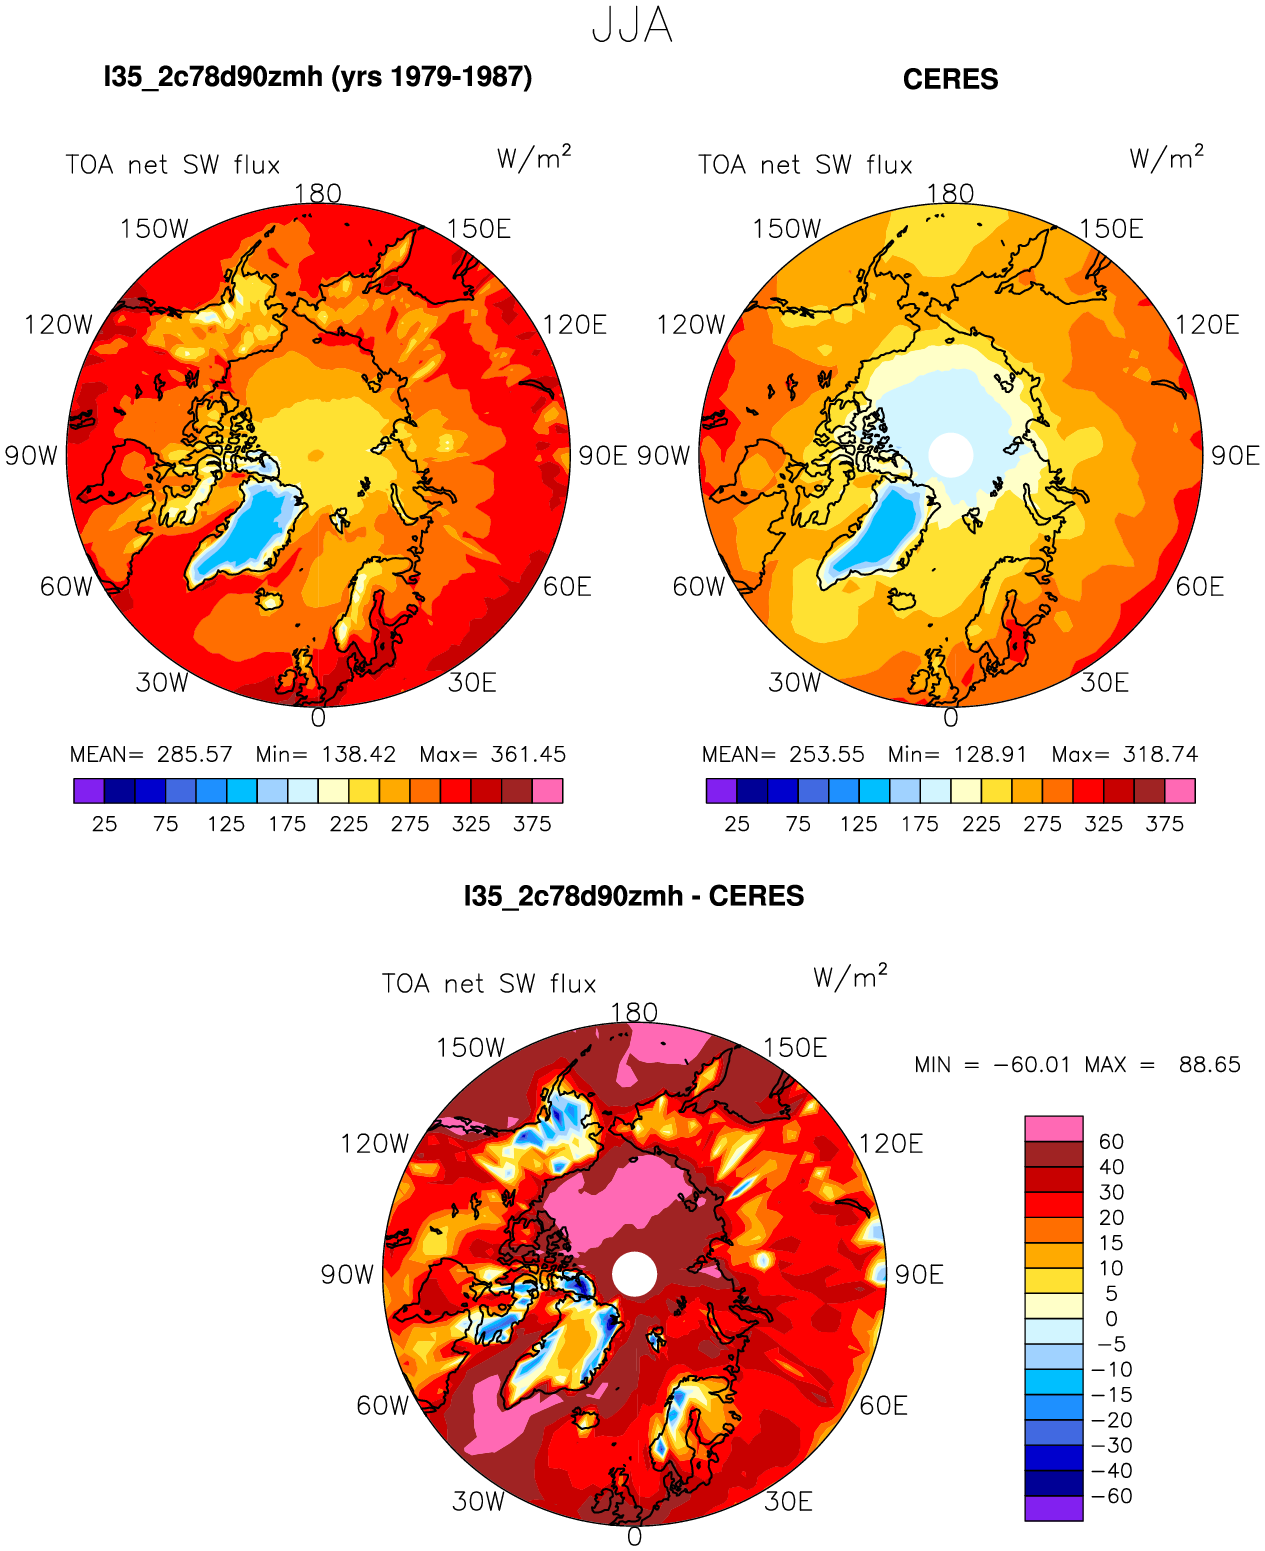 JJA
l35_2c78d90zmh (yrs 1979-1987)
CERES
TOA net SW flux W/m²
TOA net SW flux W/m²
180
150W 150E
120W 120E
90W 90E
60W 60E
30W 30E
0
180
150W 150E
120W 120E
90W 90E
60W 60E
30W 30E
0
MEAN= 285.57 Min= 138.42 Max= 361.45
25 75 125 175 225 275 325 375
MEAN= 253.55 Min= 128.91 Max= 318.74
25 75 125 175 225 275 325 375
l35_2c78d90zmh - CERES
TOA net SW flux W/m²
180
150W 150E
120W 120E
90W 90E
60W 60E
30W 30E
0
MIN = −60.01 MAX = 88.65
60
40
30
20
15
10
5
0
−5
−10
−15
−20
−30
−40
−60